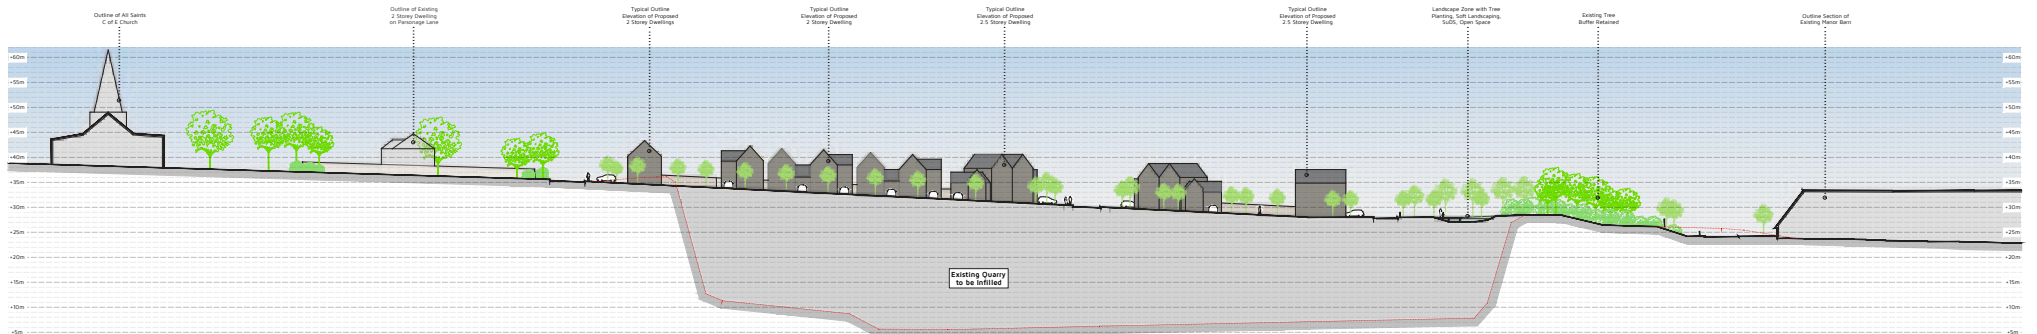 Outline of All Saints
C of E Church
Outline of Existing
2 Storey Dwelling
on Parsonage Lane
Typical Outline
Elevation of Proposed
2 Storey Dwellings
Typical Outline
Elevation of Proposed
2 Storey Dwelling
Typical Outline
Elevation of Proposed
2.5 Storey Dwelling
Typical Outline
Elevation of Proposed
2.5 Storey Dwelling
Landscape Zone with Tree
Planting, Soft Landscaping,
SuDS, Open Space
Existing Tree
Buffer Retained
Outline Section of
Existing Manor Barn
+60m
+55m
+50m
+45m
+40m
+35m
+30m
+25m
+20m
+15m
+10m
+5m
Existing Quarry
to be Infilled
+60m
+55m
+50m
+45m
+40m
+35m
+30m
+25m
+20m
+15m
+10m
+5m